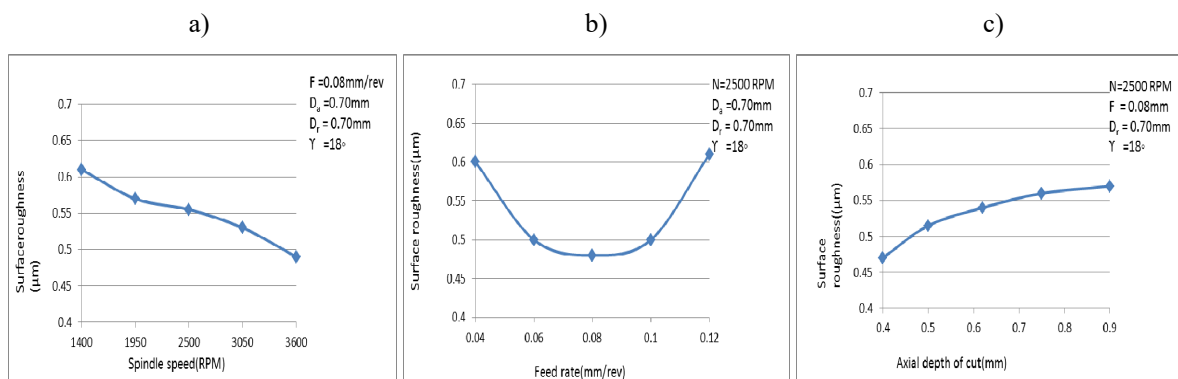 a)
b)
c)
F =0.08mm/rev
Da =0.70mm
Dr = 0.70mm
ϒ =18◦
0.7
0.65
0.6
0.55
0.5
0.45
0.4
Surfaceroughness
(µm)
1400 1950 2500 3050 3600
Spindle speed(RPM)
N=2500 RPM
Da =0.70mm
Dr = 0.70mm
ϒ =18◦
0.7
0.65
0.6
0.55
0.5
0.45
0.4
Surface roughness(µm)
0.04 0.06 0.08 0.1 0.12
Feed rate(mm/rev)
N=2500 RPM
F = 0.08mm
Dr = 0.70mm
ϒ =18◦
0.7
0.65
0.6
0.55
0.5
0.45
0.4
Surface
roughness((µm)
0.4 0.5 0.6 0.7 0.8 0.9
Axial depth of cut(mm)